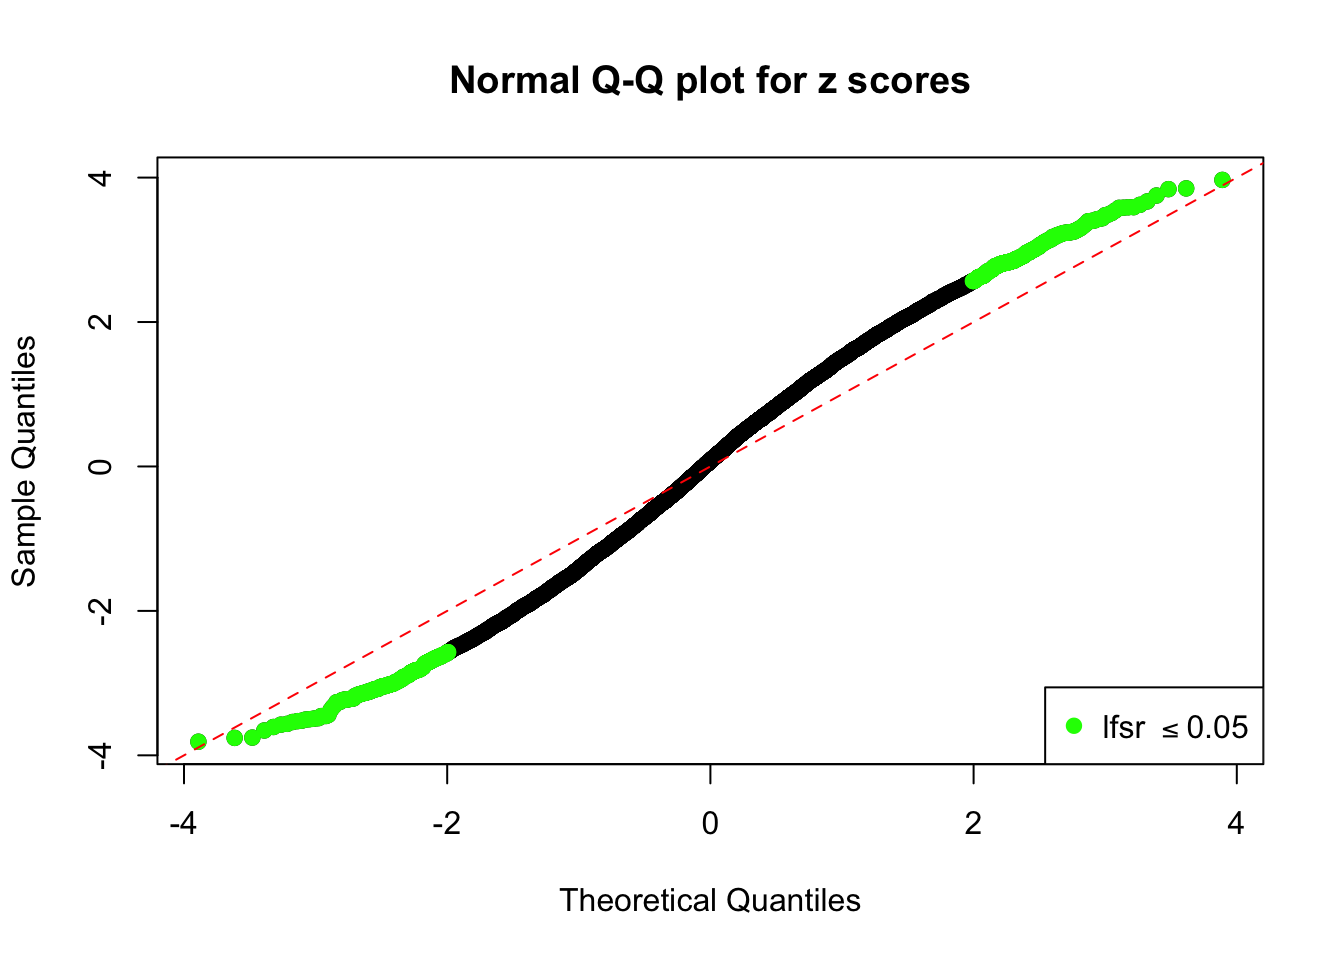 Normal Q-Q plot for z scores
Sample Quantiles
4
2
0
-2
-4
lfsr ≤ 0.05
-4 -2 0 2 4
Theoretical Quantiles